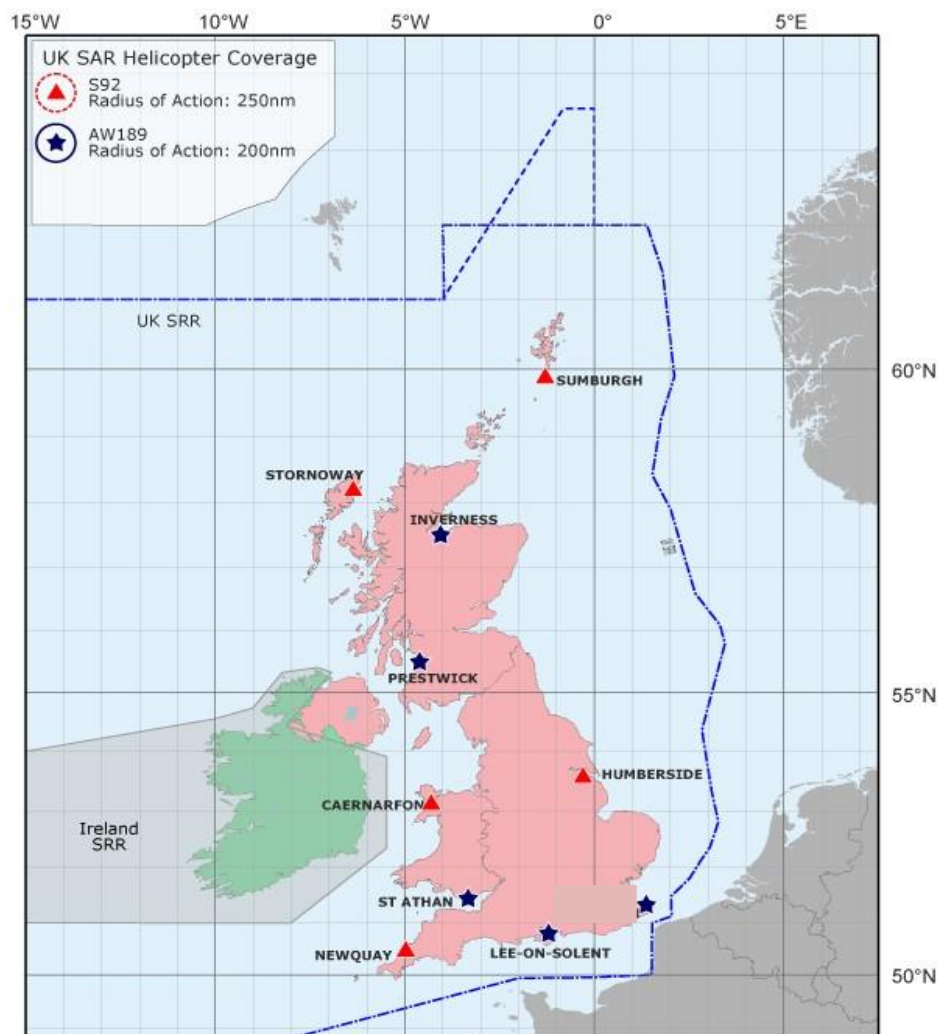 15°W 10°W 5°W 0° 5°E
UK SAR Helicopter Coverage
S92
Radius of Action: 250nm
AW189
Radius of Action: 200nm
UK SRR
60°N
SUMBURGH
STORNOWAY
INVERNESS
PRESTWICK
55°N
HUMBERSIDE
CAERNARFON
Ireland
SRR
ST ATHAN
LEE-ON-SOLENT
NEWQUAY
50°N